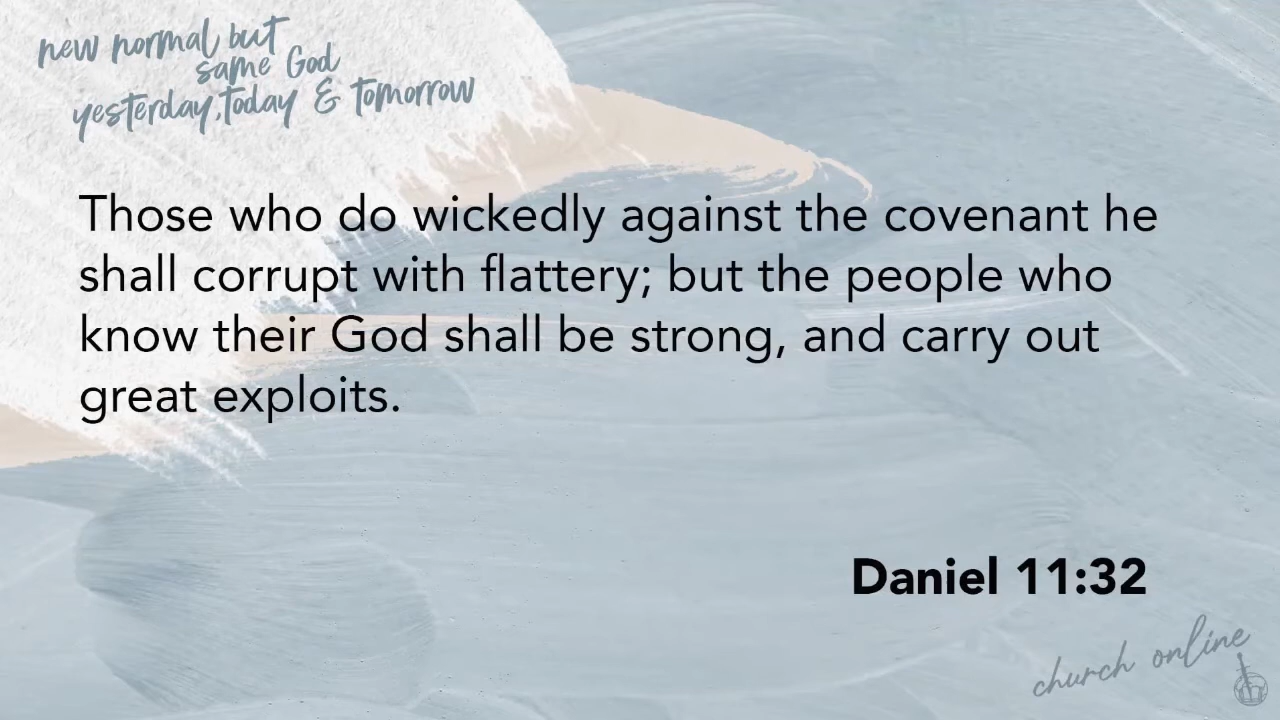 new normal but
same God
yesterday, today & tomorrow
Those who do wickedly against the covenant he
shall corrupt with flattery; but the people who
know their God shall be strong, and carry out
great exploits.
Daniel 11:32
church online